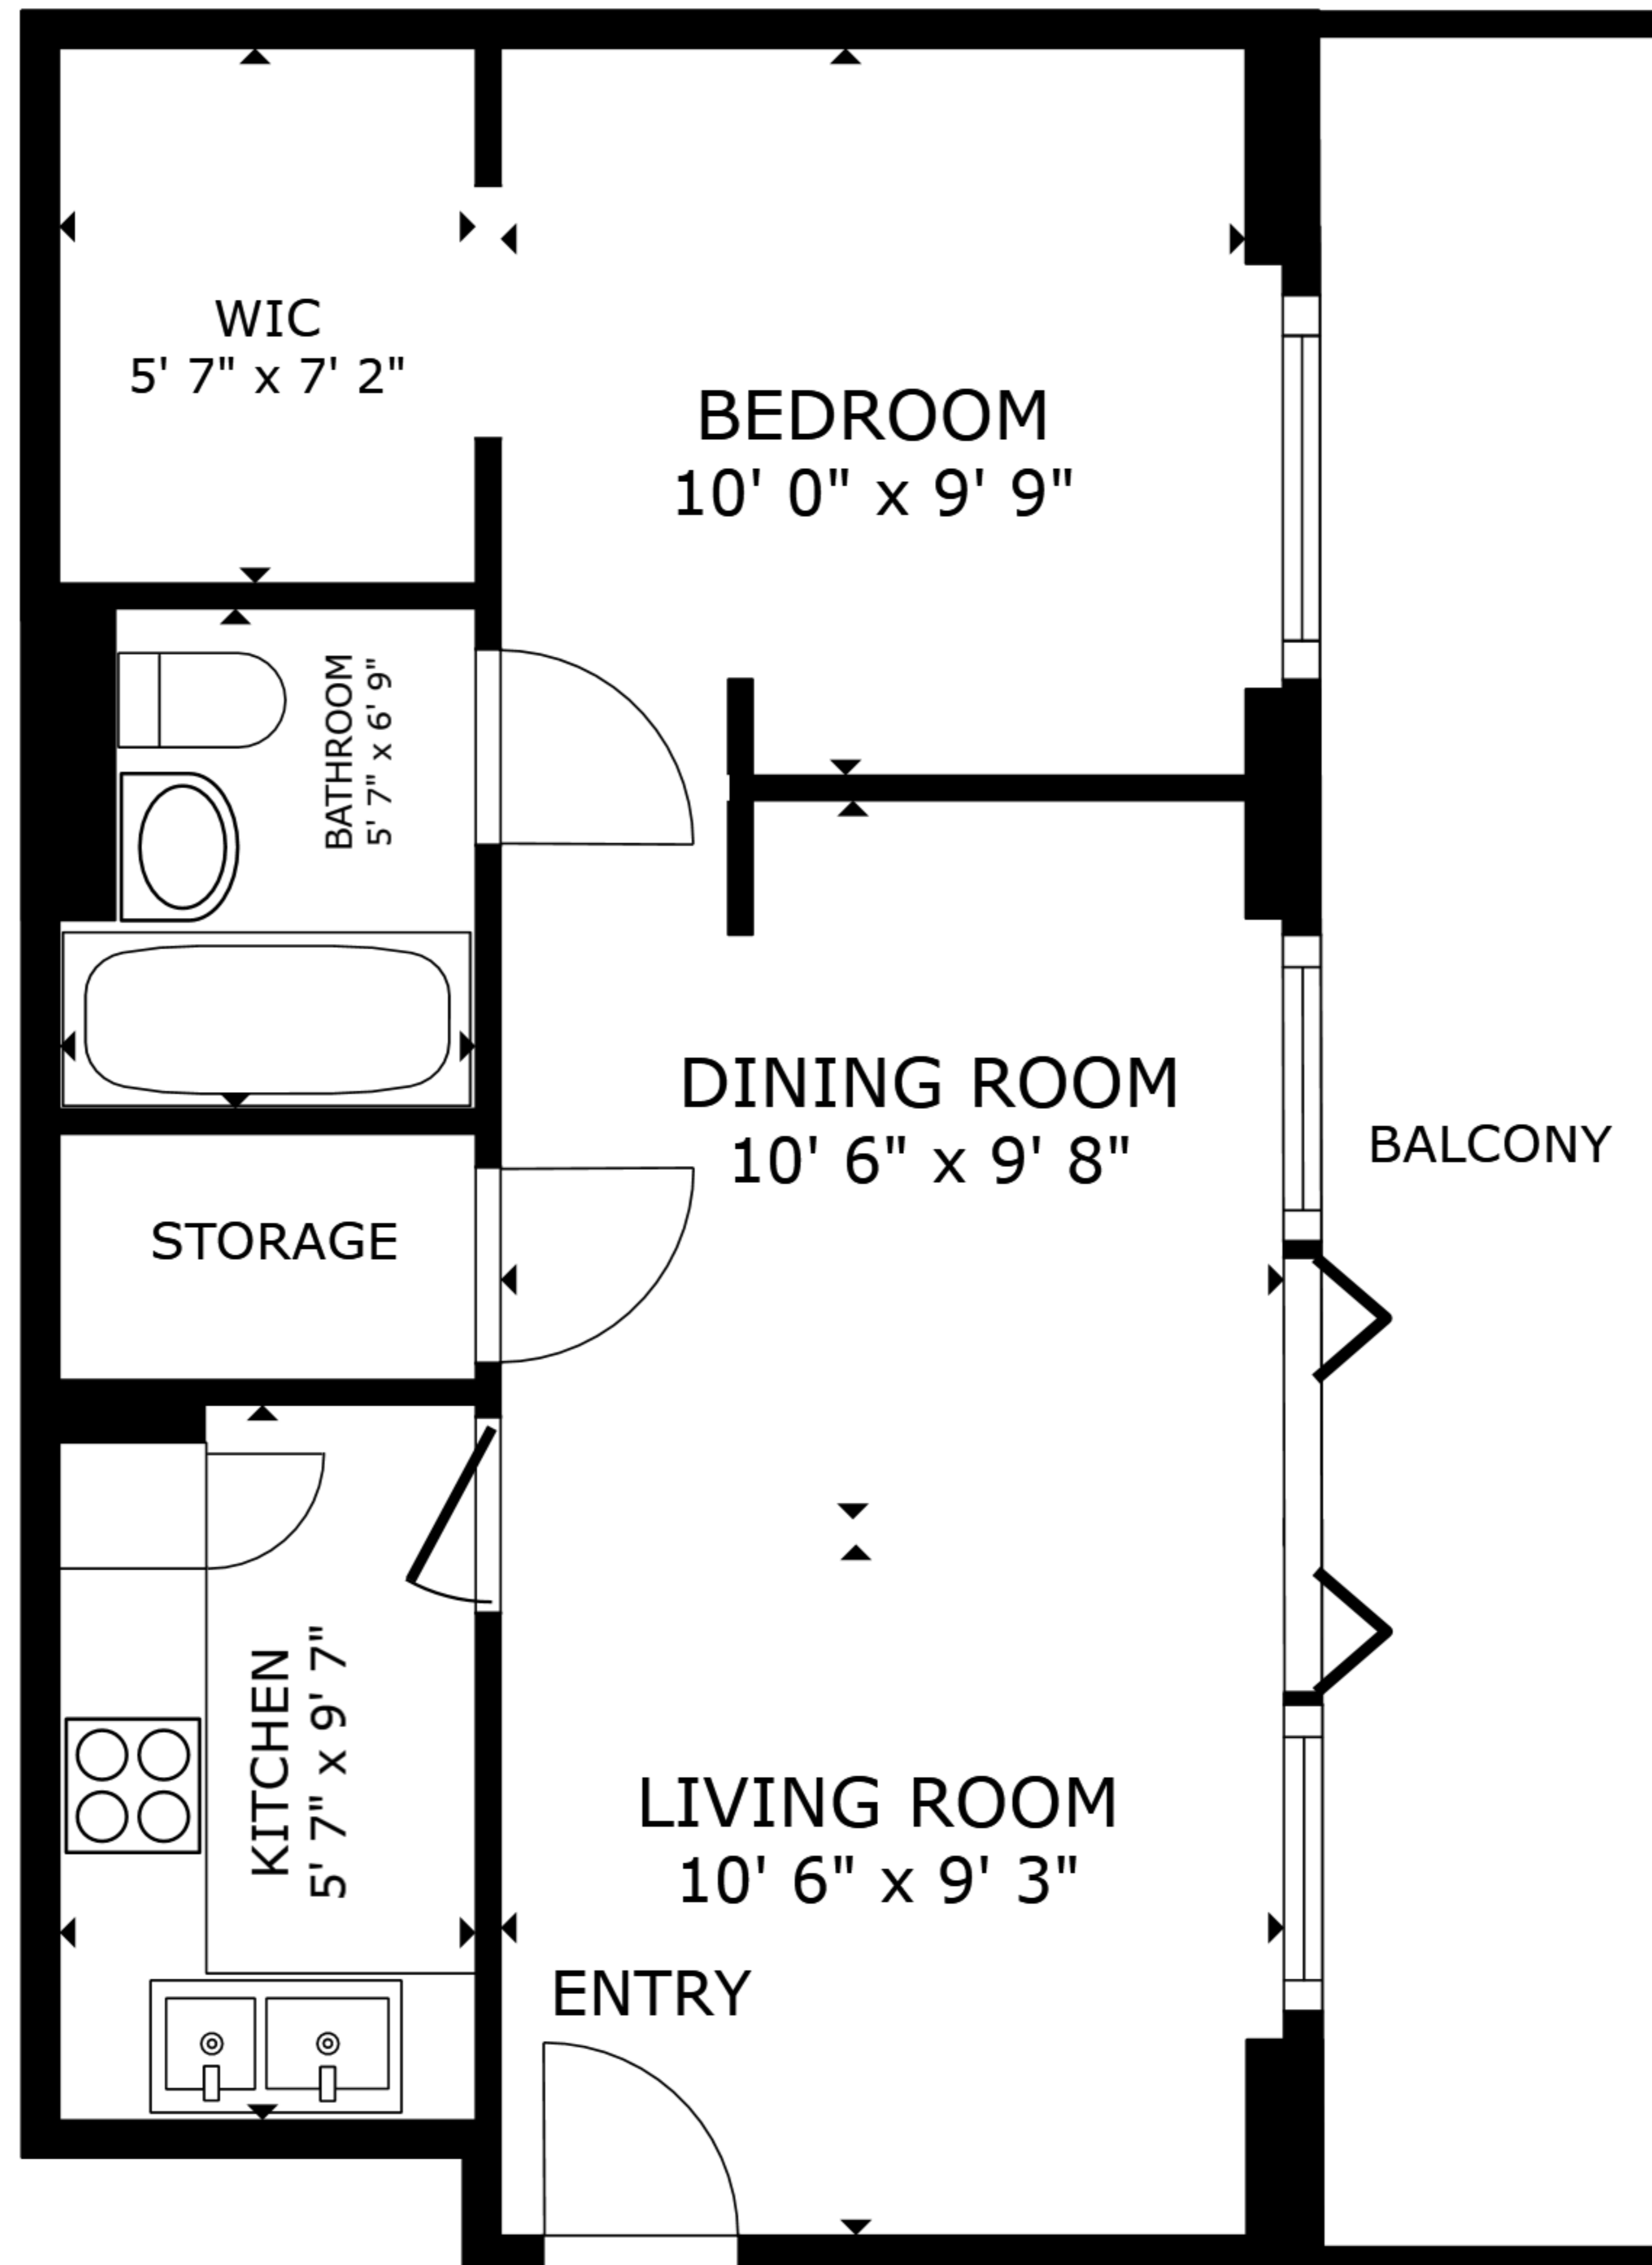 WIC
5' 7" x 7' 2"
BEDROOM
10' 0" x 9' 9"
BATHROOM
5' 7" x 6' 9"
DINING ROOM
10' 6" x 9' 8"
BALCONY
STORAGE
KITCHEN
5' 7" x 9' 7"
LIVING ROOM
10' 6" x 9' 3"
ENTRY